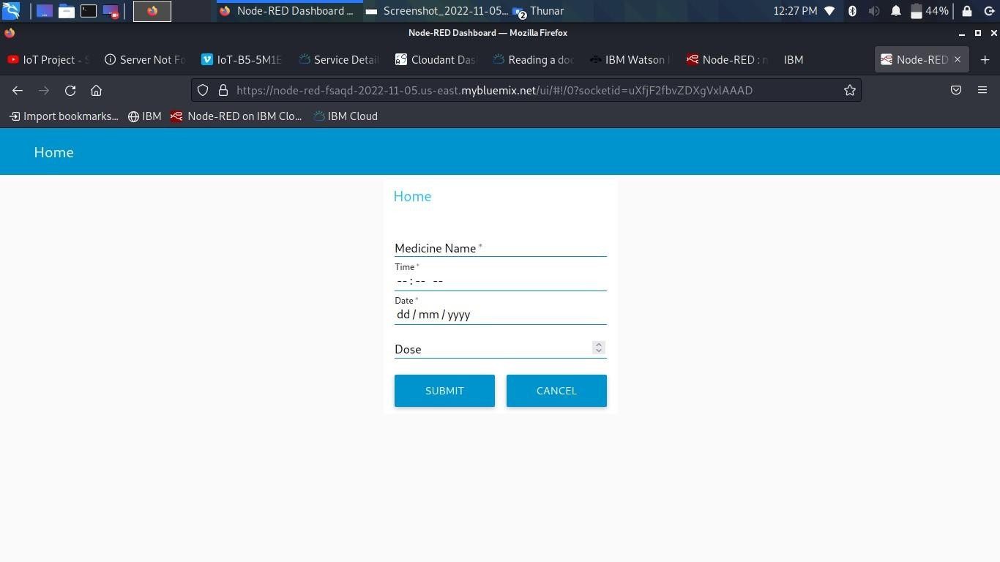 12:27 PM
44%
Node-RED Dashboard ...
Screenshot_2022-11-05...
2
Thunar
Node-RED Dashboard — Mozilla Firefox
IoT Project - S
Server Not Fo
IoT-B5-5M1E
Service Detail
Cloudant Das
Reading a doc
IBM Watson
Node-RED : n
IBM
Node-RED
https://node-red-fsaqd-2022-11-05.us-east.mybluemix.net/ui/#!/0?socketid=uXfjF2fbvZDXgVxlAAAD
Import bookmarks...
IBM
Node-RED on IBM Clo...
IBM Cloud
Home
Home
Medicine Name *
Time *
-- : -- --
Date *
dd / mm / yyyy
Dose
SUBMIT
CANCEL